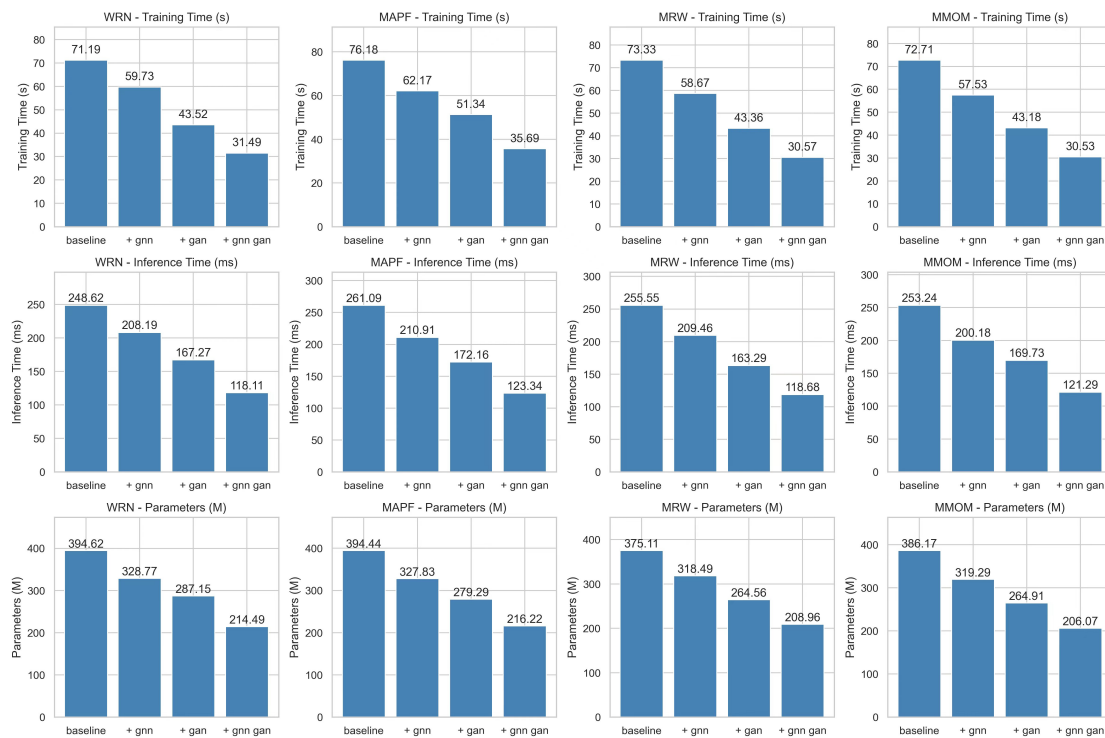 WRN - Training Time (s)
Training Time (s)
80
70
60
50
40
30
20
10
0
71.19
59.73
43.52
31.49
baseline
+ gnn
+ gan
+ gnn gan
MAPF - Training Time (s)
Training Time (s)
80
60
40
20
0
76.18
62.17
51.34
35.69
baseline
+ gnn
+ gan
+ gnn gan
MRW - Training Time (s)
Training Time (s)
80
70
60
50
40
30
20
10
0
73.33
58.67
43.36
30.57
baseline
+ gnn
+ gan
+ gnn gan
MMOM - Training Time (s)
Training Time (s)
80
70
60
50
40
30
20
10
0
72.71
57.53
43.18
30.53
baseline
+ gnn
+ gan
+ gnn gan
WRN - Inference Time (ms)
Inference Time (ms)
250
200
150
100
50
0
248.62
208.19
167.27
118.11
baseline
+ gnn
+ gan
+ gnn gan
MAPF - Inference Time (ms)
Inference Time (ms)
300
250
200
150
100
50
0
261.09
210.91
172.16
123.34
baseline
+ gnn
+ gan
+ gnn gan
MRW - Inference Time (ms)
Inference Time (ms)
300
250
200
150
100
50
0
255.55
209.46
163.29
118.68
baseline
+ gnn
+ gan
+ gnn gan
MMOM - Inference Time (ms)
Inference Time (ms)
300
250
200
150
100
50
0
253.24
200.18
169.73
121.29
baseline
+ gnn
+ gan
+ gnn gan
WRN - Parameters (M)
Parameters (M)
400
300
200
100
0
394.62
328.77
287.15
214.49
baseline
+ gnn
+ gan
+ gnn gan
MAPF - Parameters (M)
Parameters (M)
400
300
200
100
0
394.44
327.83
279.29
216.22
baseline
+ gnn
+ gan
+ gnn gan
MRW - Parameters (M)
Parameters (M)
400
300
200
100
0
375.11
318.49
264.56
208.96
baseline
+ gnn
+ gan
+ gnn gan
MMOM - Parameters (M)
Parameters (M)
400
300
200
100
0
386.17
319.29
264.91
206.07
baseline
+ gnn
+ gan
+ gnn gan